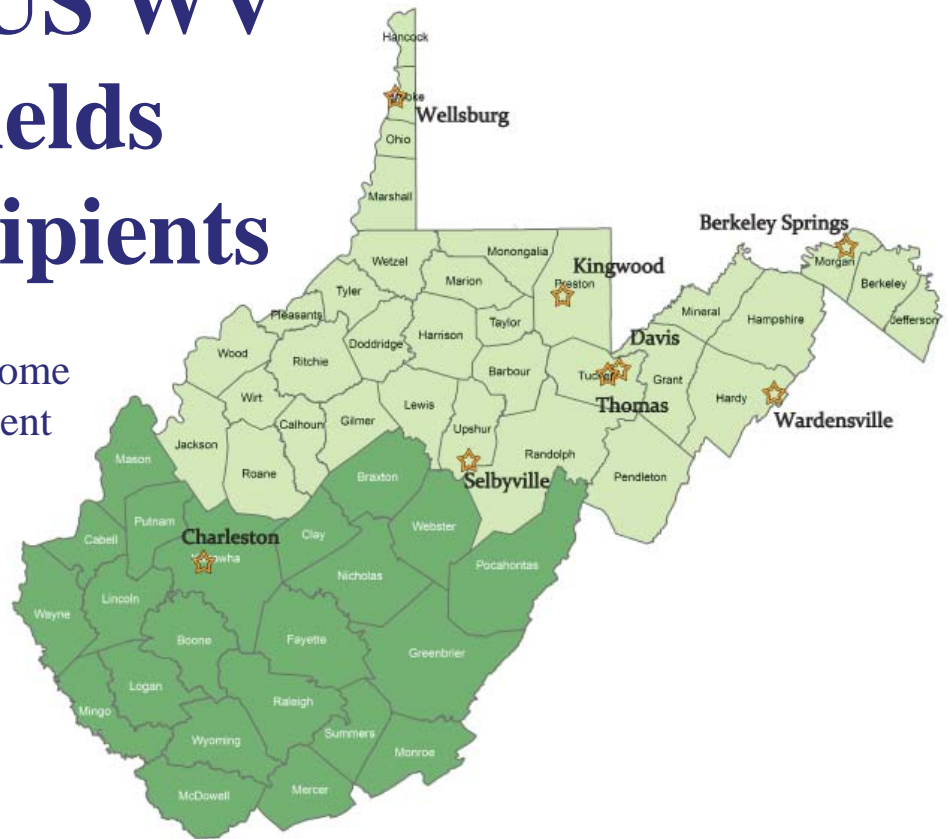 US WV
elds
ipients
ome
ent
Hancock
Wellsburg
Ohio
Marshall
Berkeley Springs
Morgan
Berkeley
Jefferson
Wetzel
Monongalia
Kingwood
Preston
Marion
Tyler
Mineral
Hampshire
Pleasants
Taylor
Harrison
Doddridge
Davis
Wood
Ritchie
Barbour
Tucker
Grant
Thomas
Hardy
Wardensville
Wirt
Lewis
Calhoun
Gilmer
Upshur
Jackson
Randolph
Roane
Selbyville
Pendleton
Mason
Braxton
Putnam
Webster
Cabell
Charleston
Clay
Pocahontas
Nicholas
Lincoln
Wayne
Boone
Fayette
Greenbrier
Logan
Raleigh
Mingo
Summers
Wyoming
Monroe
McDowell
Mercer